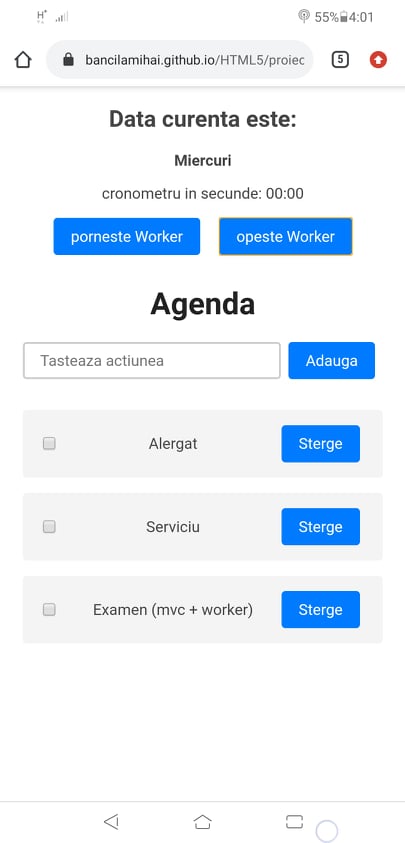 H+ 55% 4:01
bancilamihai.github.io/HTML5/proiec 5
Data curenta este:
Miercuri
cronometru in secunde: 00:00
porneste Worker opeste Worker
Agenda
Tasteaza actiunea Adauga
Alergat Sterge
Serviciu Sterge
Examen (mvc + worker) Sterge